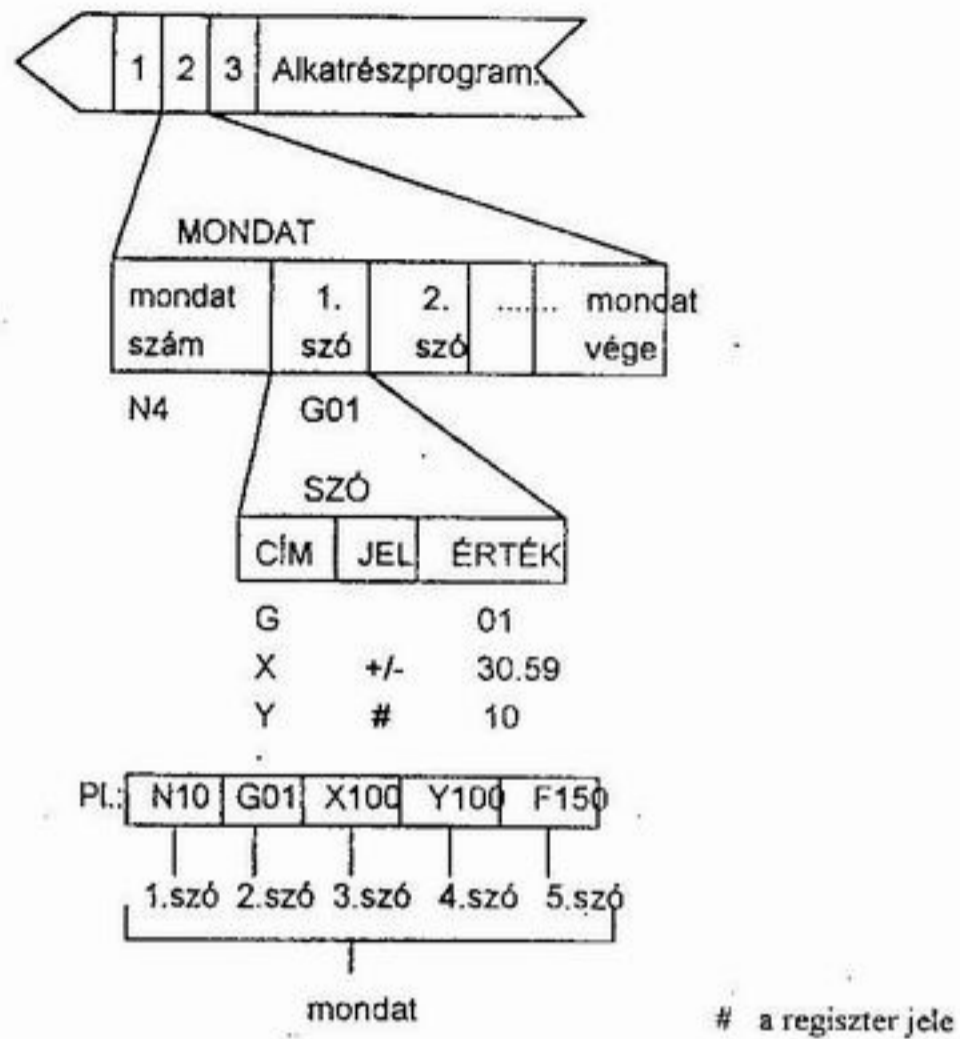 1 2 3 Alkatrészprogram.
MONDAT
mondat 1. 2. ...... mondat
szám szó szó vége
N4 G01
SZÓ
CÍM JEL ÉRTÉK
G 01
X +/- 30.59
Y # 10
Pl.: N10 G01 X100 Y100 F150
1.szó 2.szó 3.szó 4.szó 5.szó
mondat
# a regiszter jele